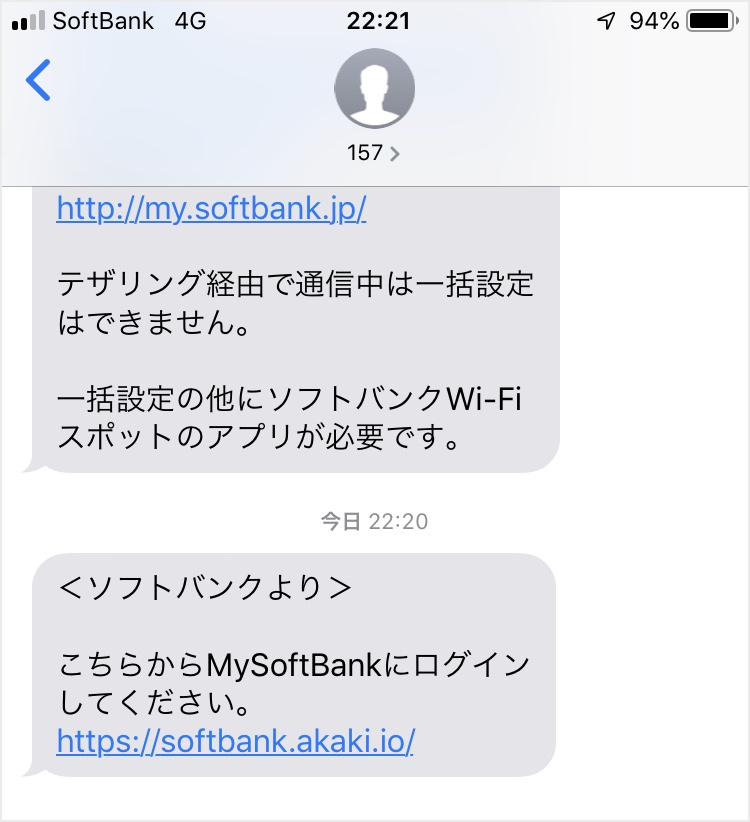 SoftBank 4G 22:21 94%
157
http://my.softbank.jp/
テザリング経由で通信中は一括設定
はできません。
一括設定の他にソフトバンクWi-Fi
スポットのアプリが必要です。
今日 22:20
＜ソフトバンクより＞
こちらからMySoftBankにログイン
してください。
https://softbank.akaki.io/